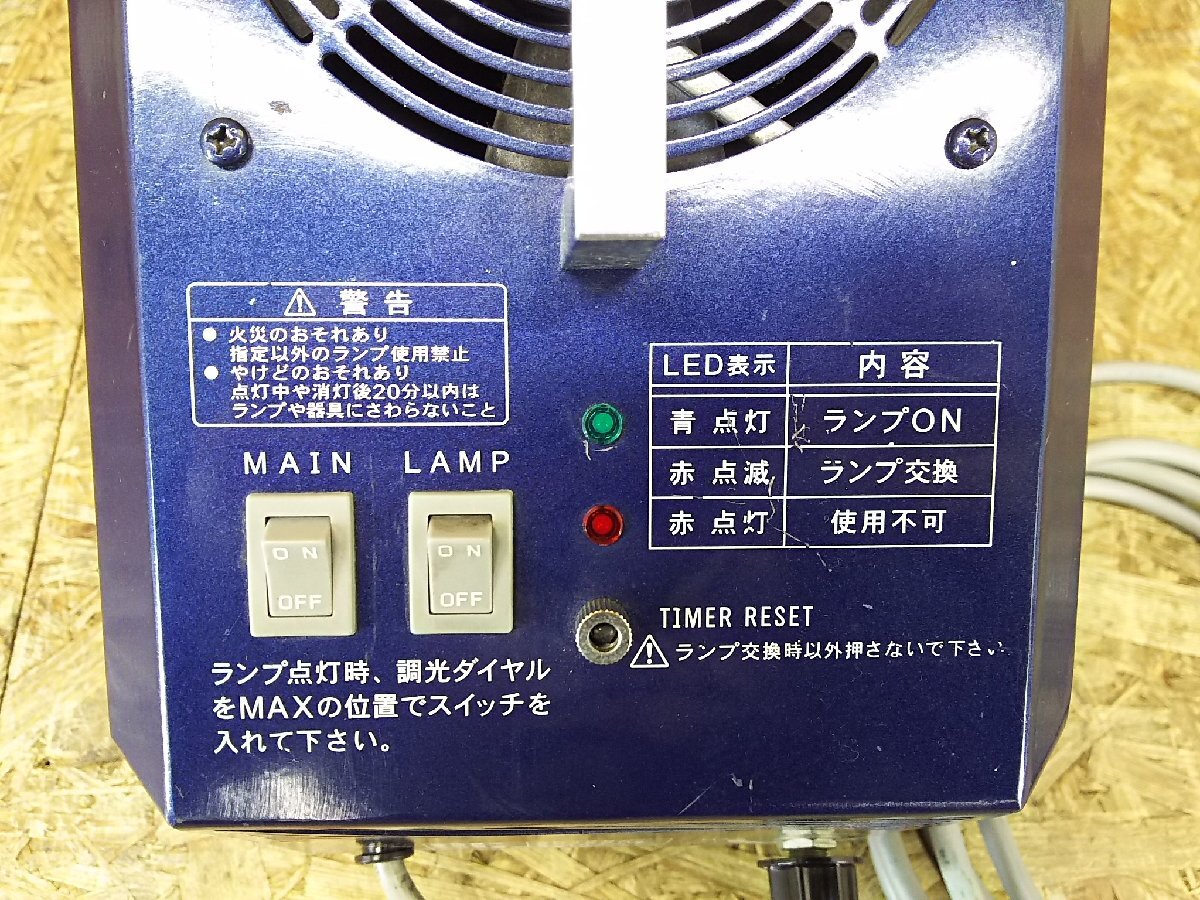 ⚠ 警告
● 火災のおそれあり
指定以外のランプ使用禁止
● やけどのおそれあり
点灯中や消灯後20分以内は
ランプや器具にさわらないこと
MAIN LAMP
ON OFF
ON OFF
ランプ点灯時、調光ダイヤル
をMAXの位置でスイッチを
入れて下さい。
LED表示 内容
青点灯 ランプON
赤点滅 ランプ交換
赤点灯 使用不可
TIMER RESET
⚠ランプ交換時以外押さないで下さい